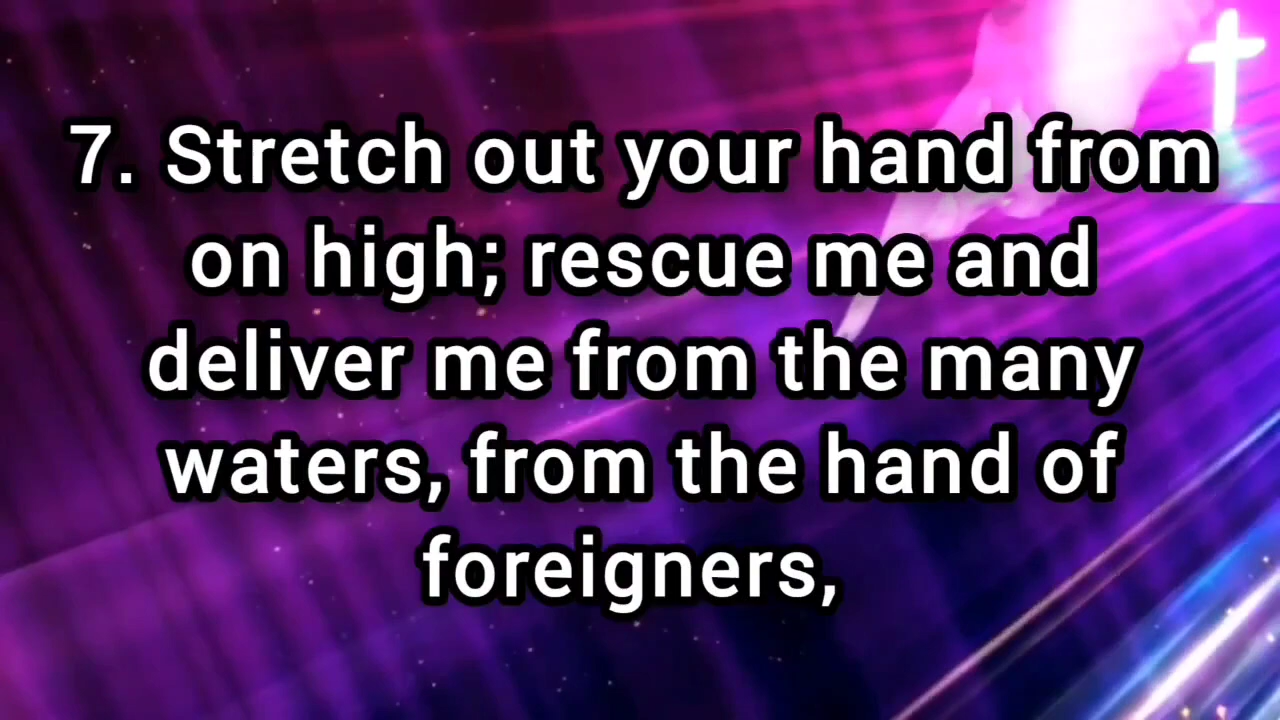 7. Stretch out your hand from
on high; rescue me and
deliver me from the many
waters, from the hand of
foreigners,